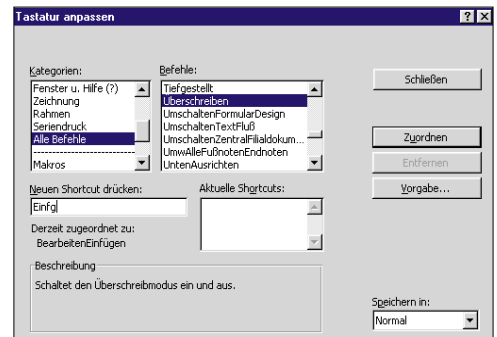 Tastatur anpassen
Kategorien:
Fenster u. Hilfe (?)
Zeichnung
Rahmen
Seriendruck
Alle Befehle
---------------------------
Makros
Befehle:
Tiefgestellt
Überschreiben
UmschaltenFormularDesign
UmschaltenTextFluß
UmschaltenZentralFilialdokum...
UmwAlleFußnotenEndnoten
UntenAusrichten
Schließen
Zuordnen
Entfernen
Vorgabe...
Neuen Shortcut drücken:
Einfg
Aktuelle Shortcuts:
Derzeit zugeordnet zu:
BearbeitenEinfügen
Beschreibung
Schaltet den Überschreibmodus ein und aus.
Speichern in:
Normal